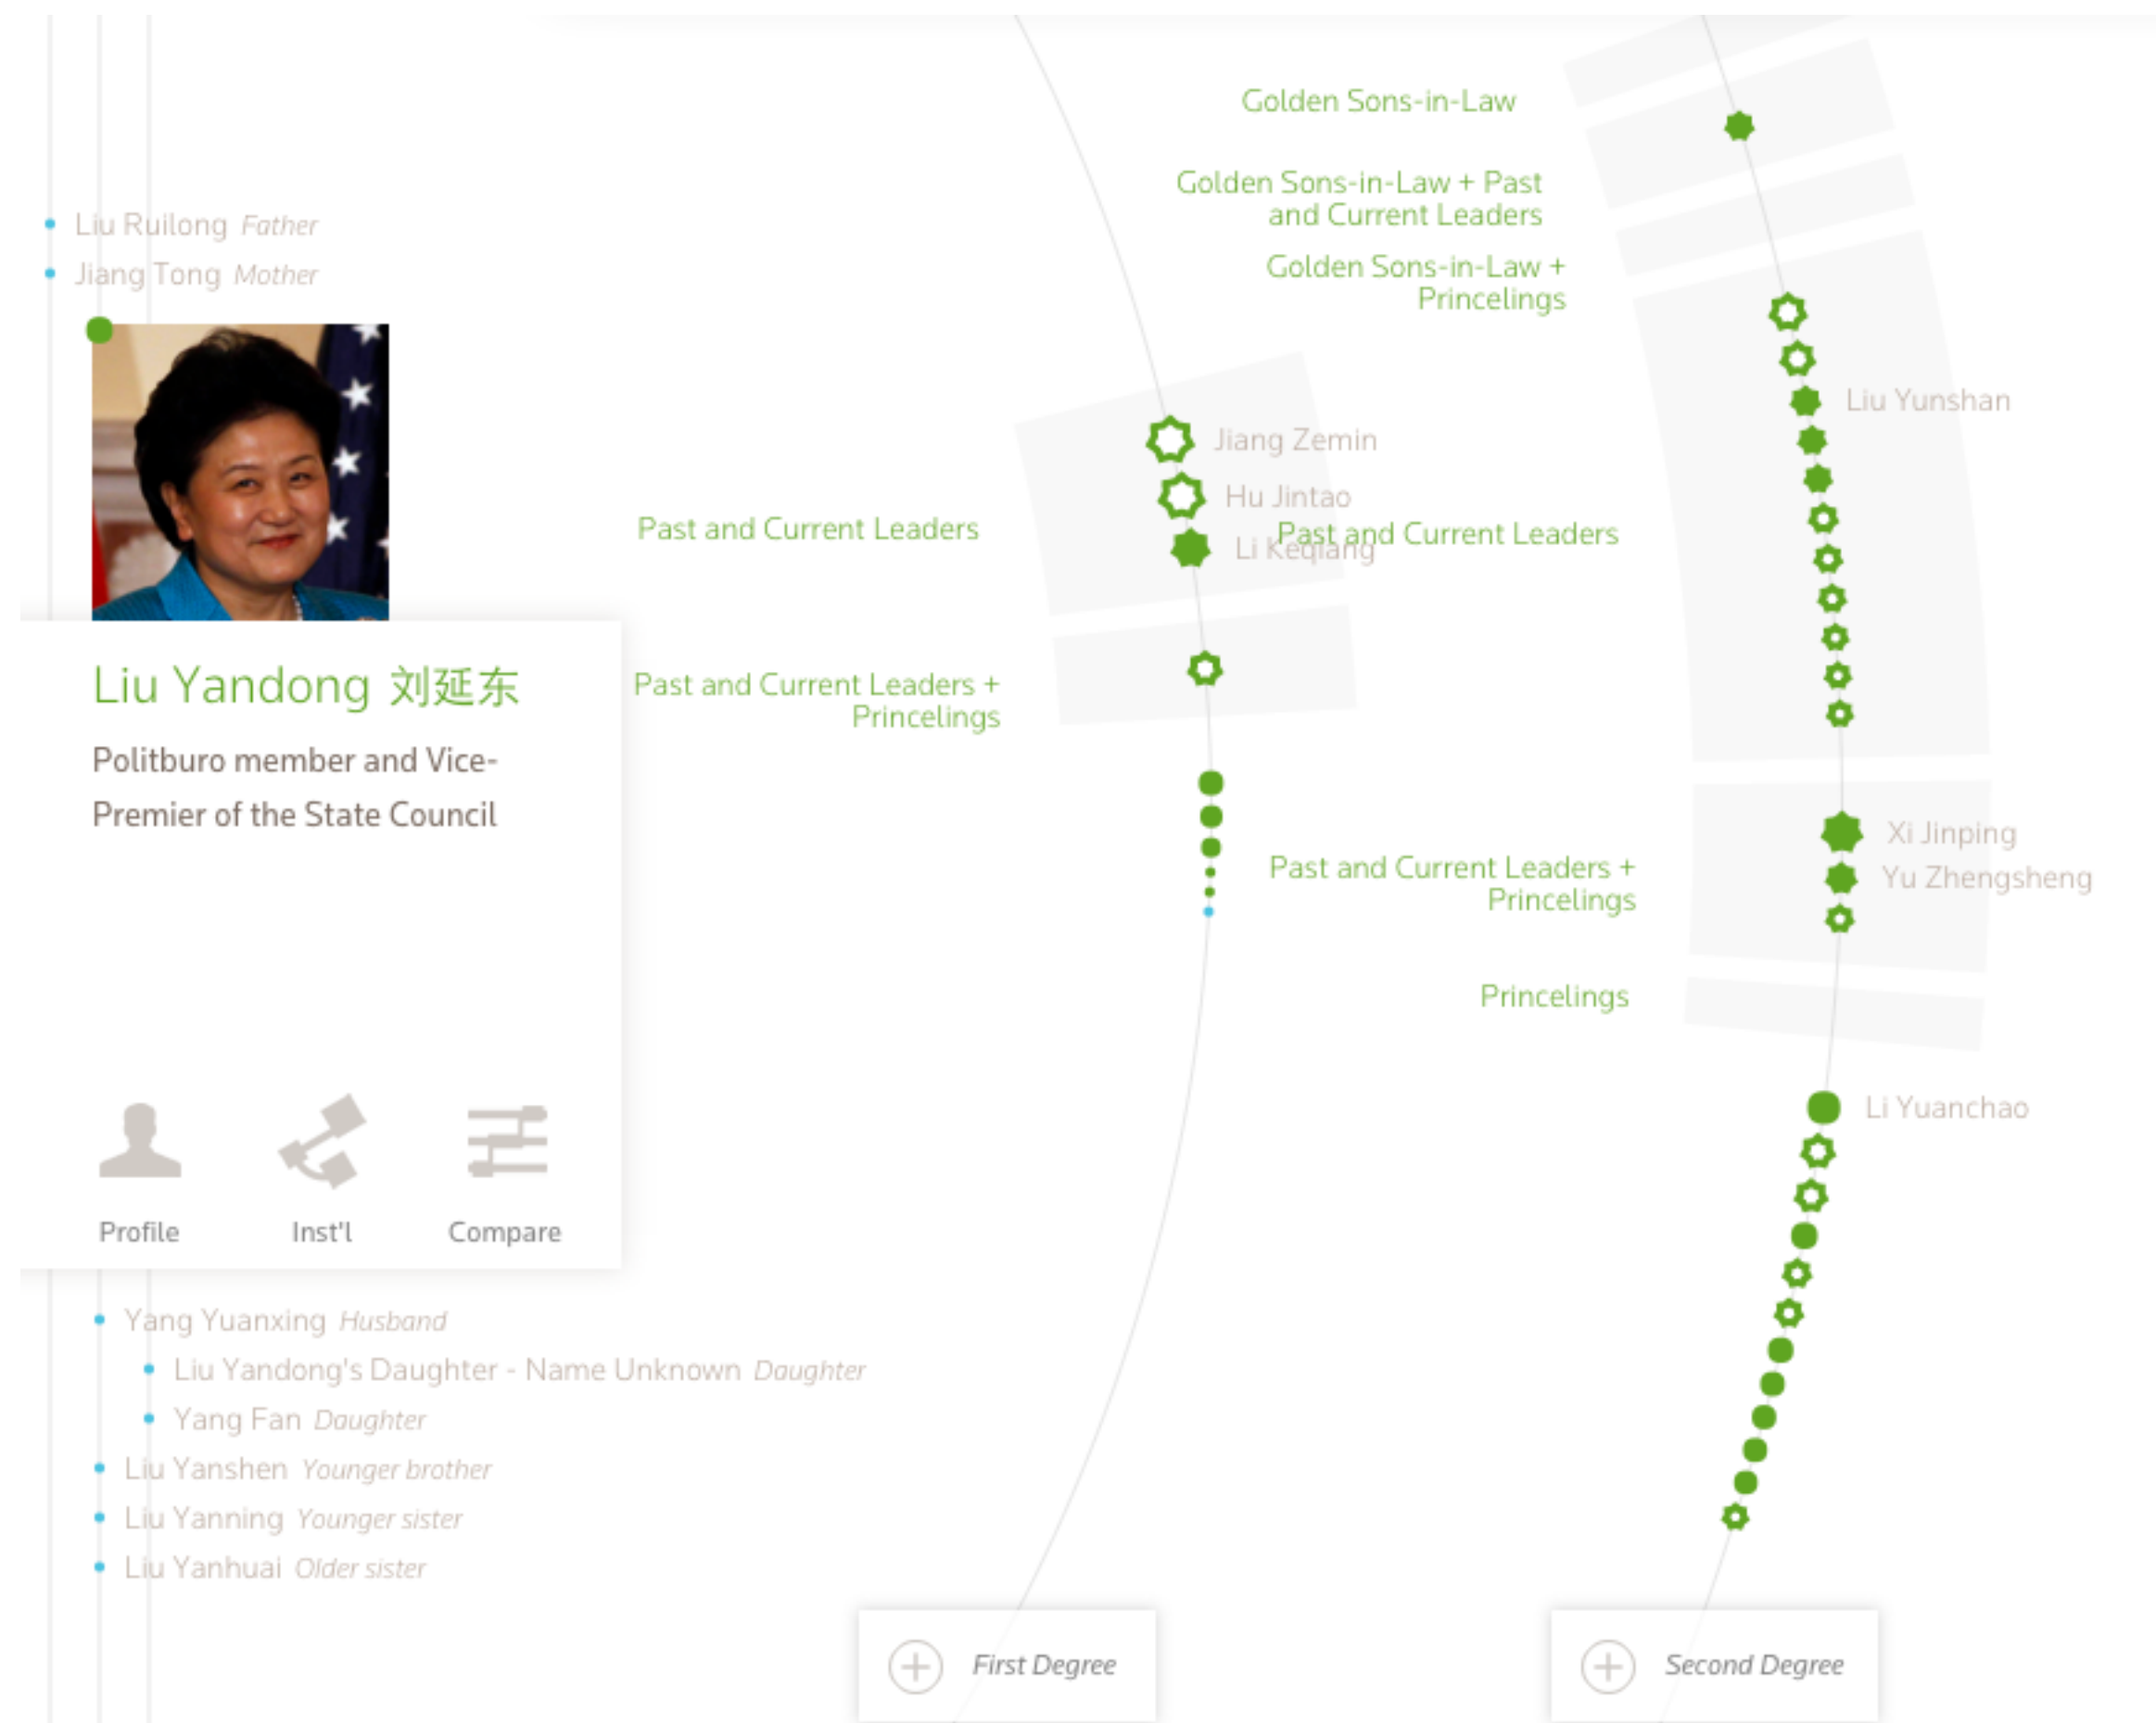 Liu Ruilong Father
Jiang Tong Mother
Liu Yandong 刘延东
Politburo member and Vice-
Premier of the State Council
Profile
Inst'l
Compare
Yang Yuanxing Husband
Liu Yandong's Daughter - Name Unknown Daughter
Yang Fan Daughter
Liu Yanshen Younger brother
Liu Yanning Younger sister
Liu Yanhuai Older sister
Past and Current Leaders
Jiang Zemin
Hu Jintao
Li Keqiang
Past and Current Leaders +
Princelings
First Degree
Golden Sons-in-Law
Golden Sons-in-Law + Past
and Current Leaders
Golden Sons-in-Law +
Princelings
Past and Current Leaders
Liu Yunshan
Past and Current Leaders +
Princelings
Xi Jinping
Yu Zhengsheng
Princelings
Li Yuanchao
Second Degree